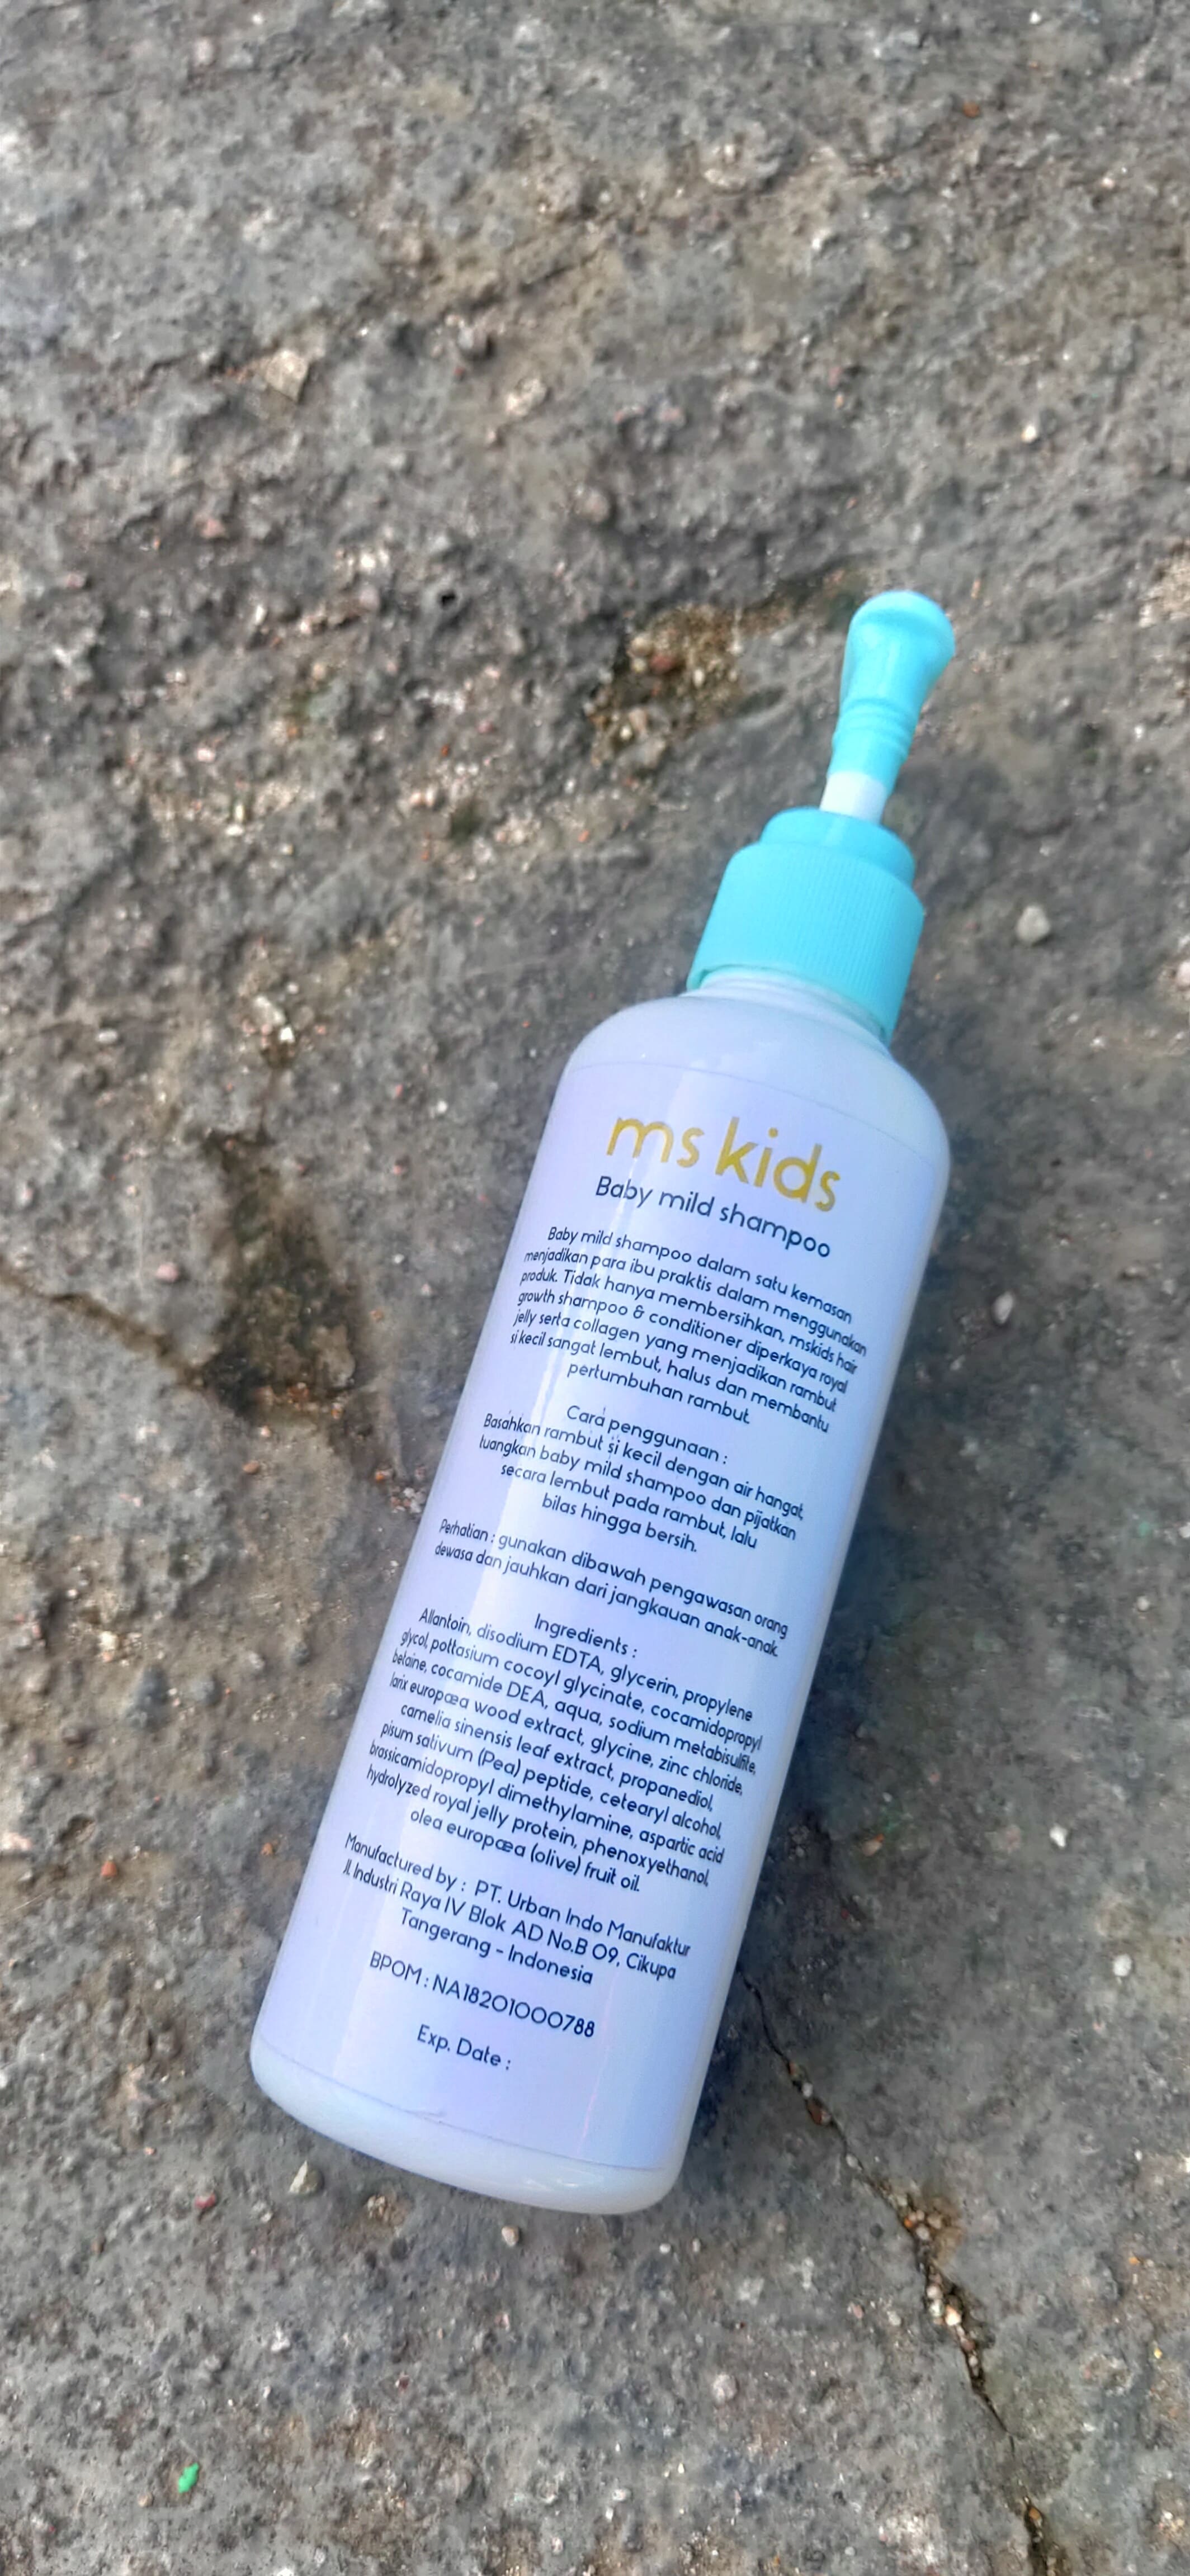 ms kids
Baby mild shampoo
Baby mild shampoo dalam satu kemasan
menjadikan para ibu praktis dalam menggunakan
produk. Tidak hanya membersihkan, mskids hair
growth shampoo & conditioner diperkaya royal
jelly serta collagen yang menjadikan rambut
si kecil sangat lembut, halus dan membantu
pertumbuhan rambut.
Cara penggunaan :
Basahkan rambut si kecil dengan air hangat,
tuangkan baby mild shampoo dan pijatkan
secara lembut pada rambut, lalu
bilas hingga bersih.
Perhatian : gunakan dibawah pengawasan orang
dewasa dan jauhkan dari jangkauan anak-anak.
Ingredients :
Allantoin, disodium EDTA, glycerin, propylene
glycol, pottasium cocoyl glycinate, cocamidopropyl
betaine, cocamide DEA, aqua, sodium metabisulfite,
larix europæa wood extract, glycine, zinc chloride,
camelia sinensis leaf extract, propanediol,
pisum sativum (Pea) peptide, cetearyl alcohol,
brassicamidopropyl dimethylamine, aspartic acid
hydrolyzed royal jelly protein, phenoxyethanol,
olea europæa (olive) fruit oil.
Manufactured by : PT. Urban Indo Manufaktur
Jl. Industri Raya IV Blok AD No.B 09, Cikupa
Tangerang - Indonesia
BPOM : NA18201000788
Exp. Date :